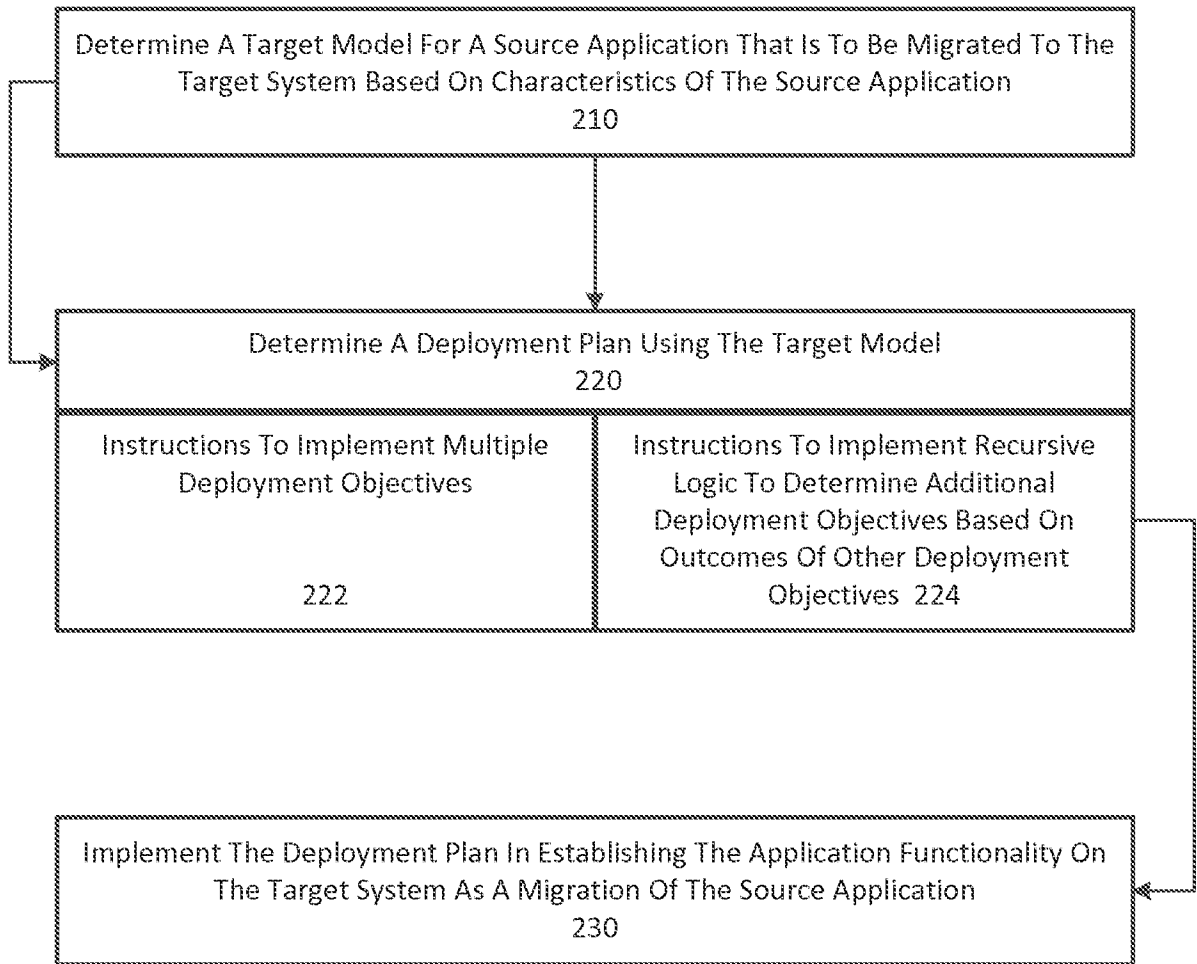 Determine A Target Model For A Source Application That Is To Be Migrated To The
Target System Based On Characteristics Of The Source Application
210
Determine A Deployment Plan Using The Target Model
220
Instructions To Implement Multiple
Deployment Objectives
222
Instructions To Implement Recursive
Logic To Determine Additional
Deployment Objectives Based On
Outcomes Of Other Deployment
Objectives 224
Implement The Deployment Plan In Establishing The Application Functionality On
The Target System As A Migration Of The Source Application
230